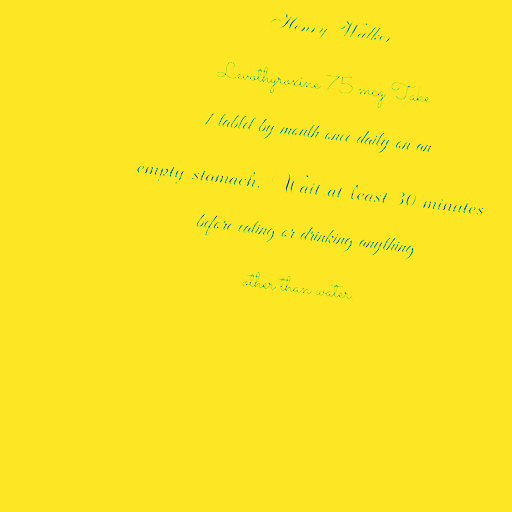 Henry Walker
Levothyroxine 75 mcg Take
1 tablet by mouth once daily on an
empty stomach. Wait at least 30 minutes
before eating or drinking anything
other than water